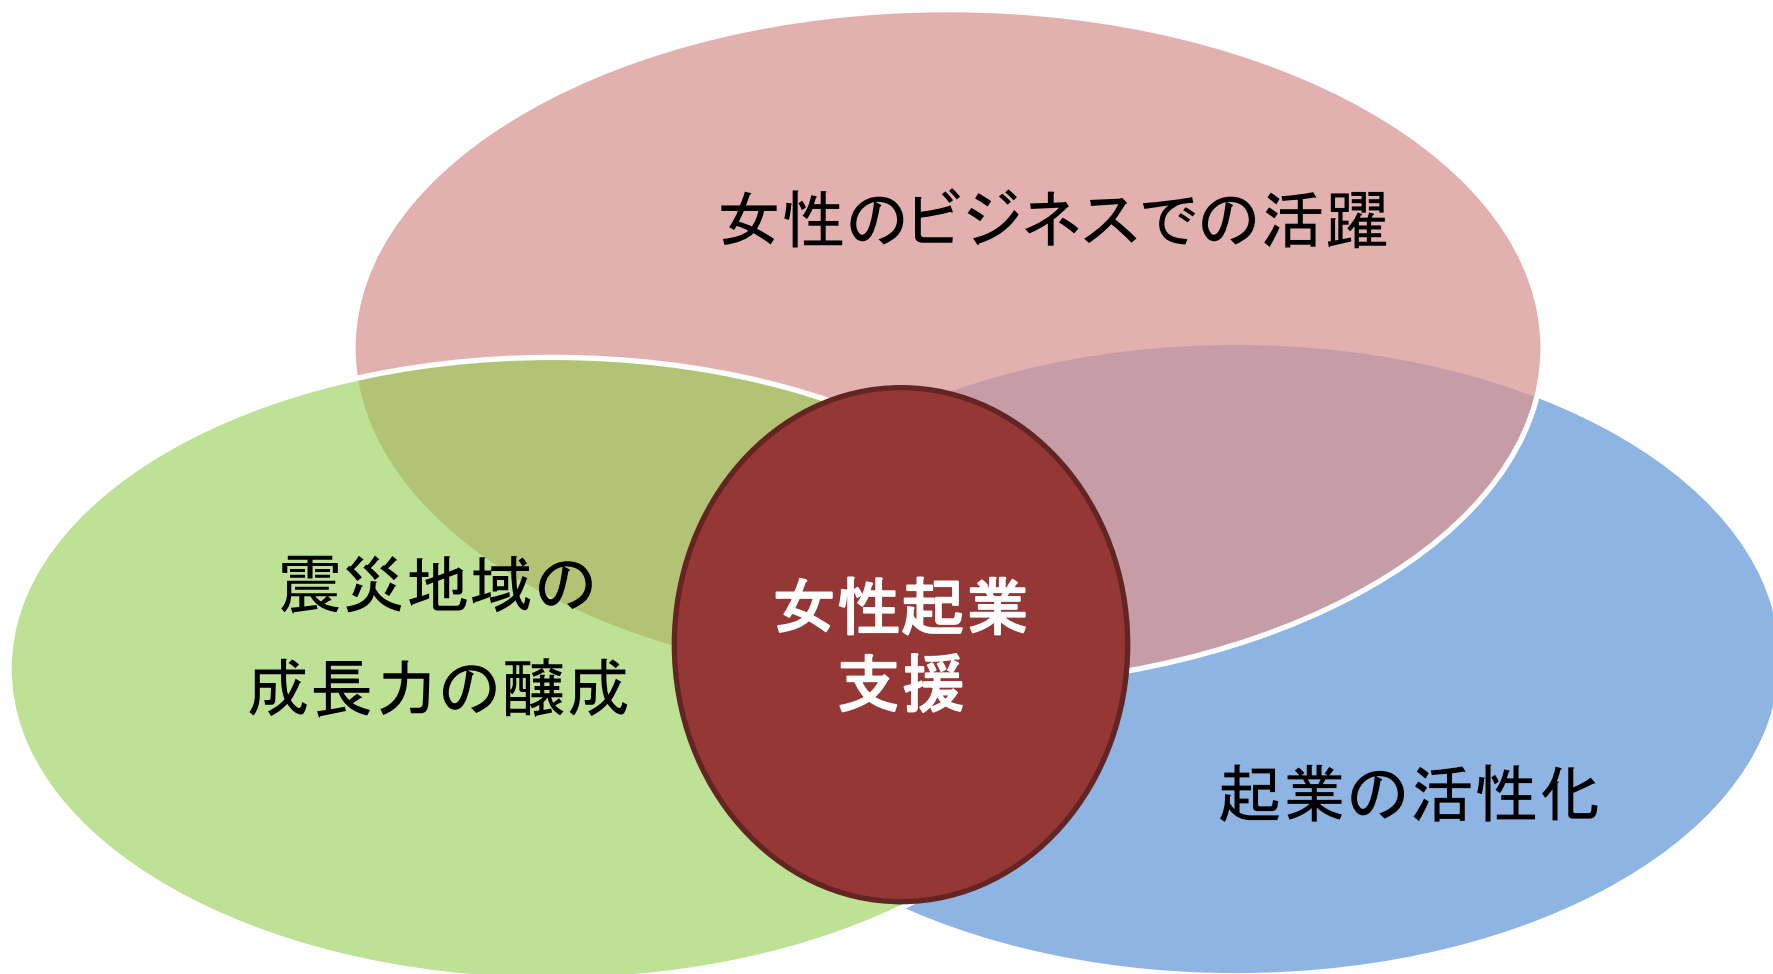 女性のビジネスでの活躍
震災地域の
成長力の醸成
女性起業
支援
起業の活性化